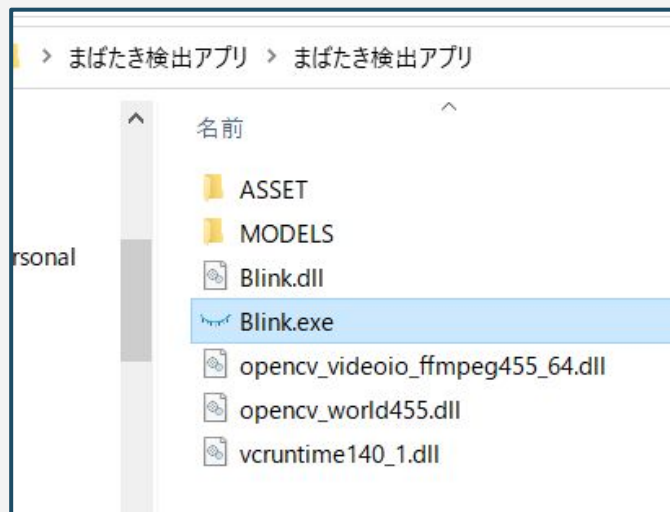 > まばたき検出アプリ > まばたき検出アプリ
名前
ASSET
MODELS
rsonal
Blink.dll
Blink.exe
opencv_videoio_ffmpeg455_64.dll
opencv_world455.dll
vcruntime140_1.dll